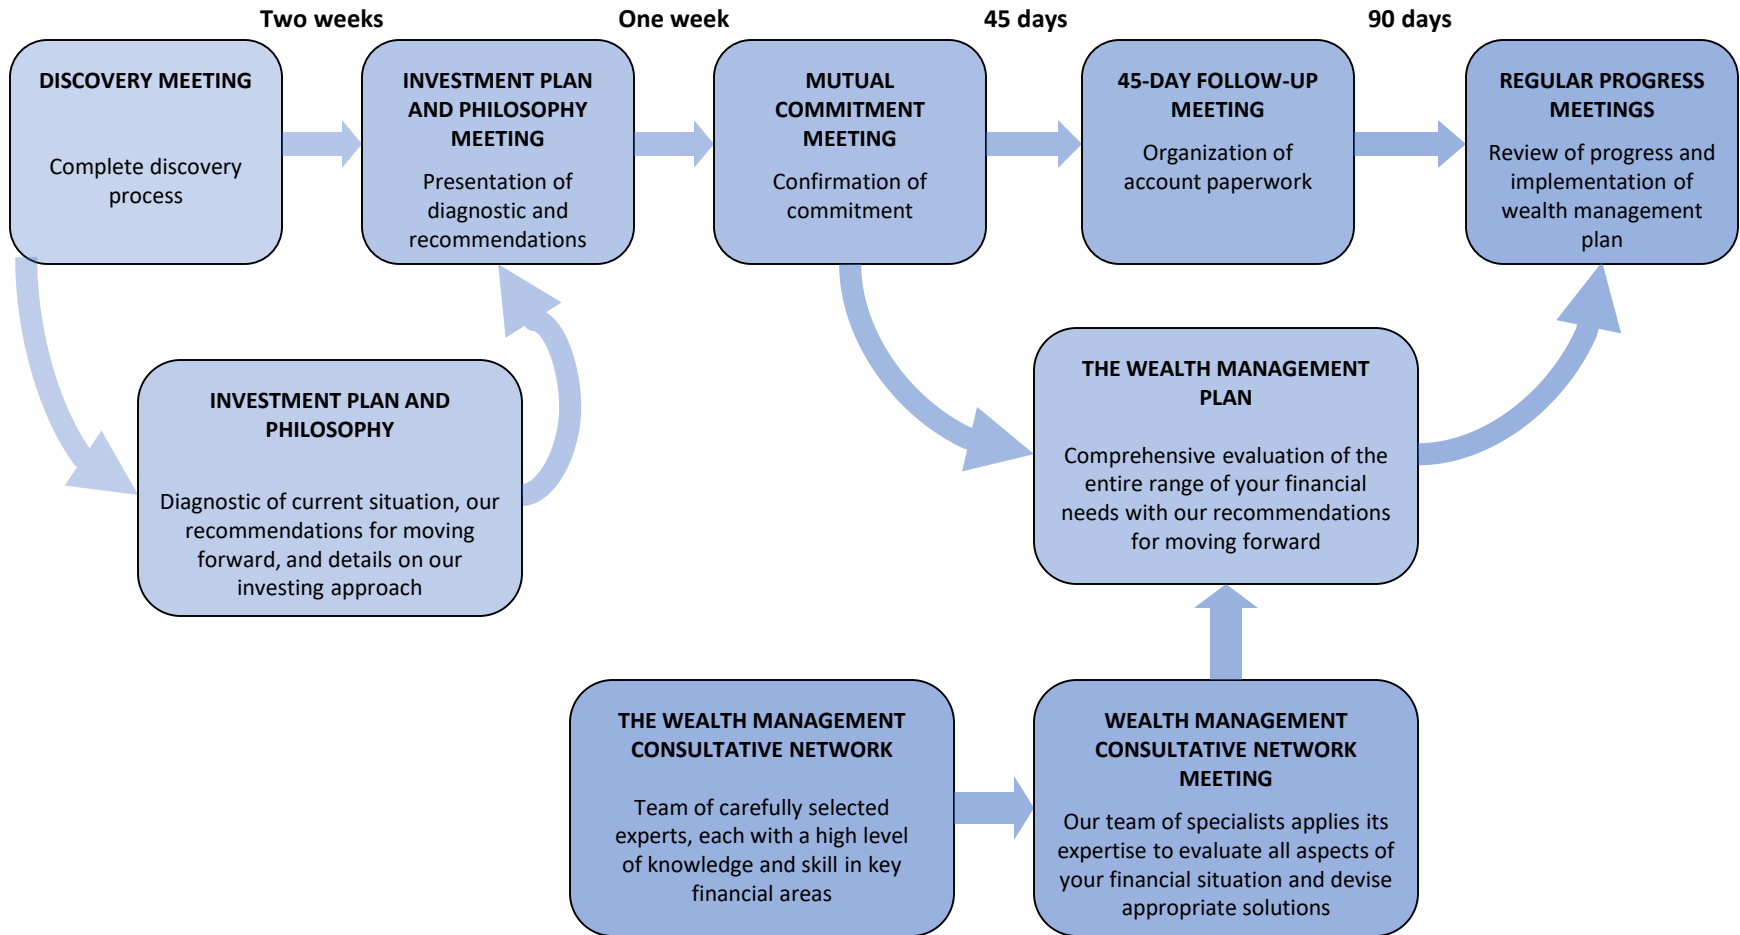 Two weeks
One week
45 days
90 days
DISCOVERY MEETING
Complete discovery
process
INVESTMENT PLAN
AND PHILOSOPHY
MEETING
Presentation of
diagnostic and
recommendations
MUTUAL
COMMITMENT
MEETING
Confirmation of
commitment
45-DAY FOLLOW-UP
MEETING
Organization of
account paperwork
REGULAR PROGRESS
MEETINGS
Review of progress and
implementation of
wealth management
plan
INVESTMENT PLAN AND
PHILOSOPHY
Diagnostic of current situation, our
recommendations for moving
forward, and details on our
investing approach
THE WEALTH MANAGEMENT
PLAN
Comprehensive evaluation of the
entire range of your financial
needs with our recommendations
for moving forward
THE WEALTH MANAGEMENT
CONSULTATIVE NETWORK
Team of carefully selected
experts, each with a high level
of knowledge and skill in key
financial areas
WEALTH MANAGEMENT
CONSULTATIVE NETWORK
MEETING
Our team of specialists applies its
expertise to evaluate all aspects of
your financial situation and devise
appropriate solutions